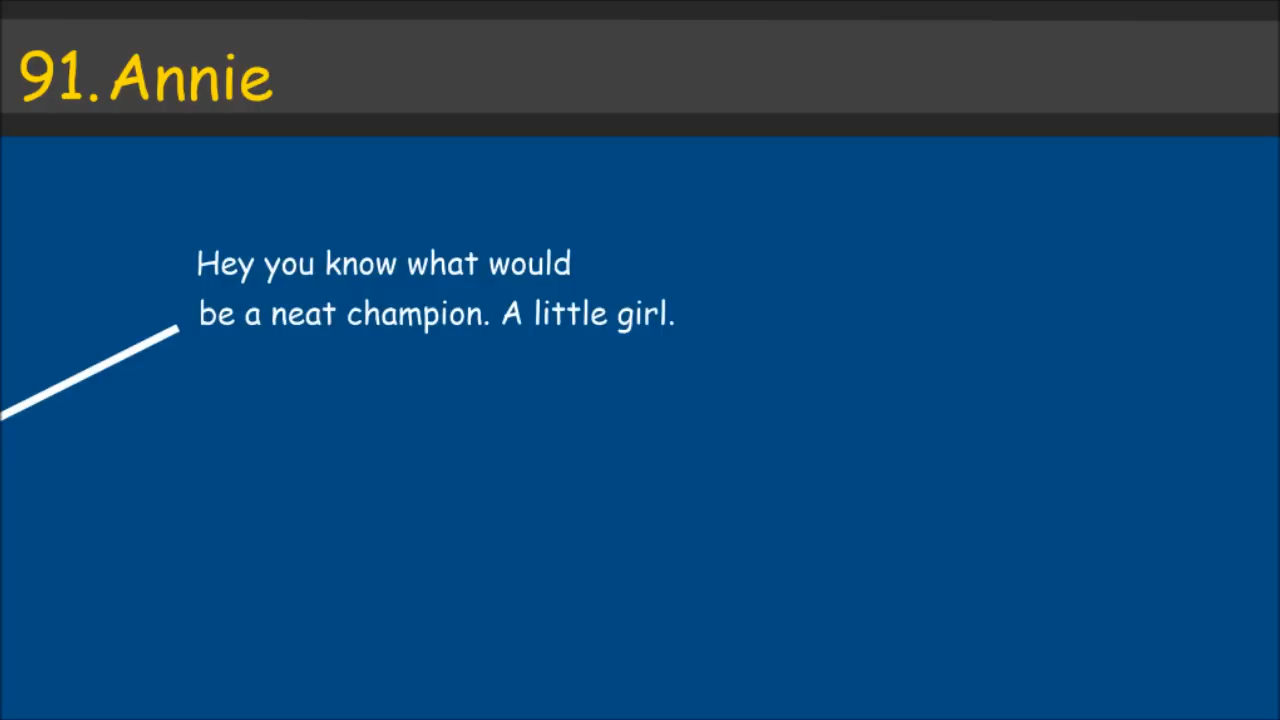 91. Annie
Hey you know what would
be a neat champion. A little girl.